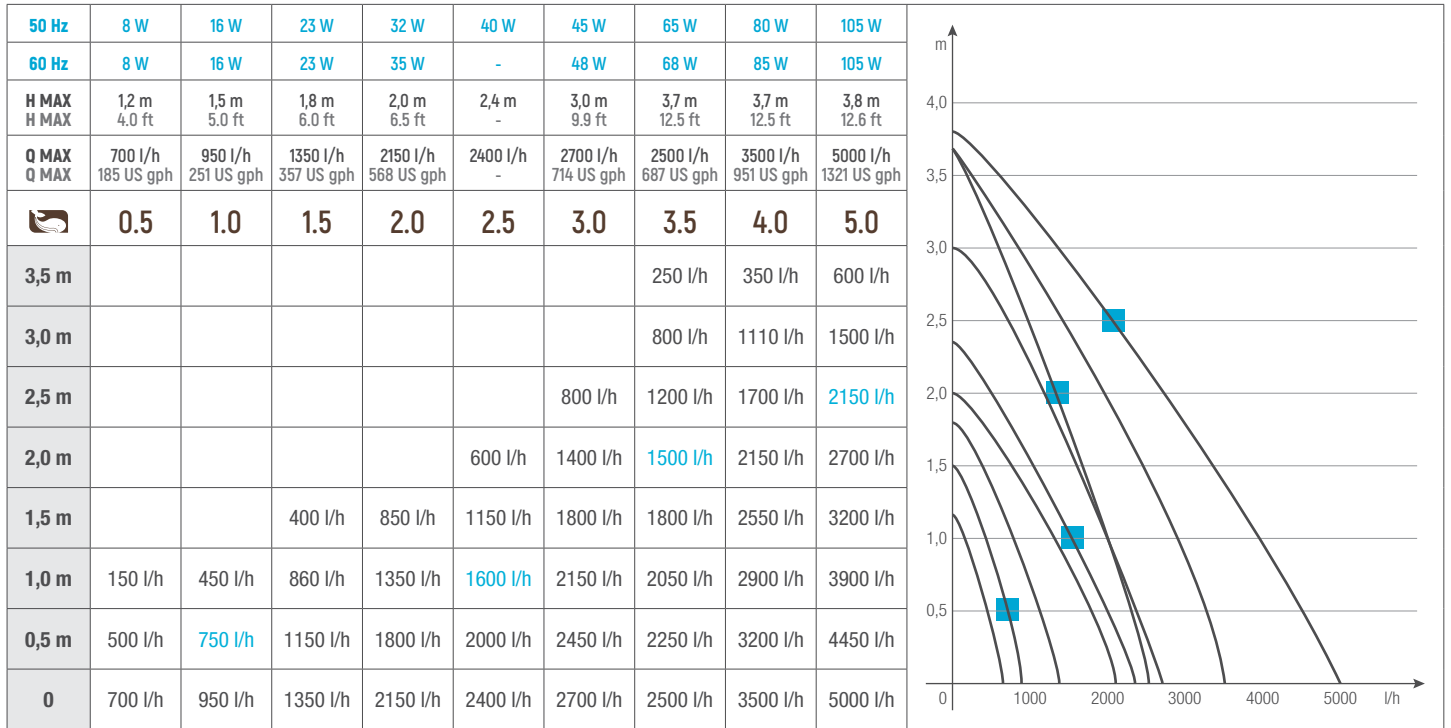 50 Hz 8 W 16 W 23 W 32 W 40 W 45 W 65 W 80 W 105 W
60 Hz 8 W 16 W 23 W 35 W - 48 W 68 W 85 W 105 W
H MAX 1,2 m 1,5 m 1,8 m 2,0 m 2,4 m 3,0 m 3,7 m 3,7 m 3,8 m
H MAX 4.0 ft 5.0 ft 6.0 ft 6.5 ft - 9.9 ft 12.5 ft 12.5 ft 12.6 ft
Q MAX 700 l/h 950 l/h 1350 l/h 2150 l/h 2400 l/h 2700 l/h 2500 l/h 3500 l/h 5000 l/h
Q MAX 185 US gph 251 US gph 357 US gph 568 US gph - 714 US gph 687 US gph 951 US gph 1321 US gph
0.5 1.0 1.5 2.0 2.5 3.0 3.5 4.0 5.0
3,5 m 250 l/h 350 l/h 600 l/h
3,0 m 800 l/h 1110 l/h 1500 l/h
2,5 m 800 l/h 1200 l/h 1700 l/h 2150 l/h
2,0 m 600 l/h 1400 l/h 1500 l/h 2150 l/h 2700 l/h
1,5 m 400 l/h 850 l/h 1150 l/h 1800 l/h 1800 l/h 2550 l/h 3200 l/h
1,0 m 150 l/h 450 l/h 860 l/h 1350 l/h 1600 l/h 2150 l/h 2050 l/h 2900 l/h 3900 l/h
0,5 m 500 l/h 750 l/h 1150 l/h 1800 l/h 2000 l/h 2450 l/h 2250 l/h 3200 l/h 4450 l/h
0 700 l/h 950 l/h 1350 l/h 2150 l/h 2400 l/h 2700 l/h 2500 l/h 3500 l/h 5000 l/h
m
4,0
3,5
3,0
2,5
2,0
1,5
1,0
0,5
0 1000 2000 3000 4000 5000 l/h